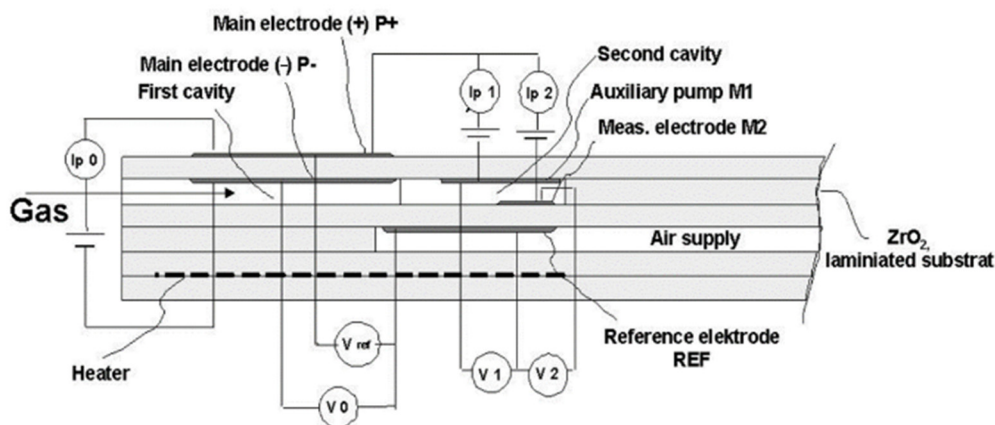 Main electrode (+) P+
Main electrode (-) P-
First cavity
Second cavity
Auxiliary pump M1
Meas. electrode M2
Ip 1
Ip 2
Ip 0
Gas
Air supply
ZrO2,
laminiated substrat
Heater
V ref
V 0
V 1
V 2
Reference elektrode
REF